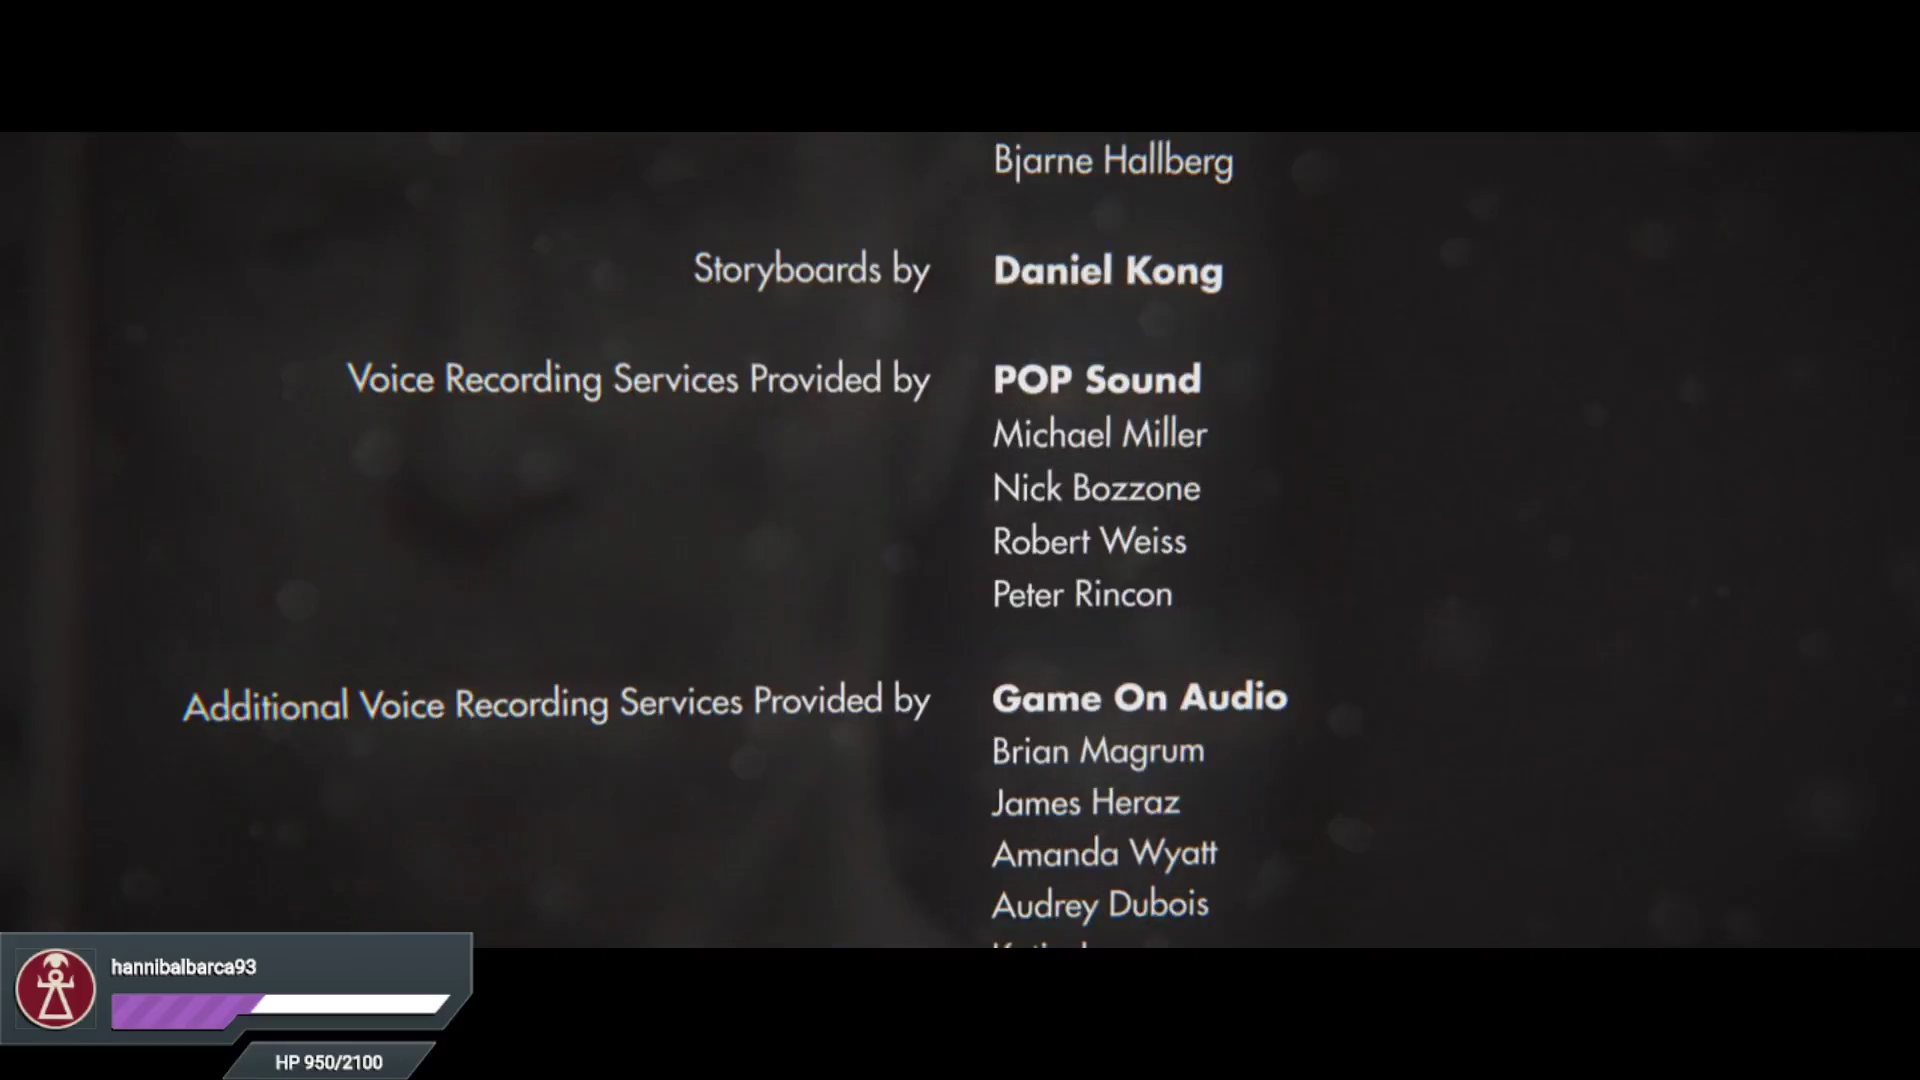 Bjarne Hallberg
Storyboards by Daniel Kong
Voice Recording Services Provided by POP Sound
Michael Miller
Nick Bozzone
Robert Weiss
Peter Rincon
Additional Voice Recording Services Provided by Game On Audio
Brian Magrum
James Heraz
Amanda Wyatt
Audrey Dubois
hannibalbarca93
HP 950/2100